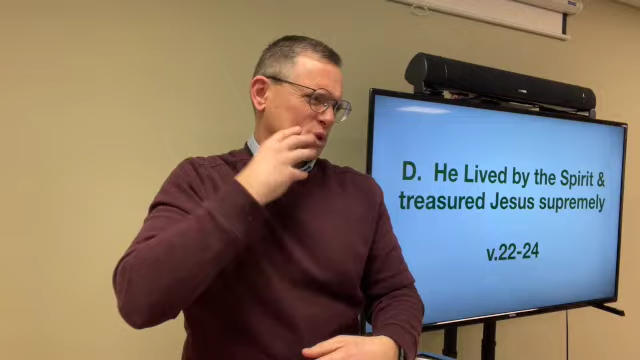 D. He Lived by the Spirit &
treasured Jesus supremely
v.22-24